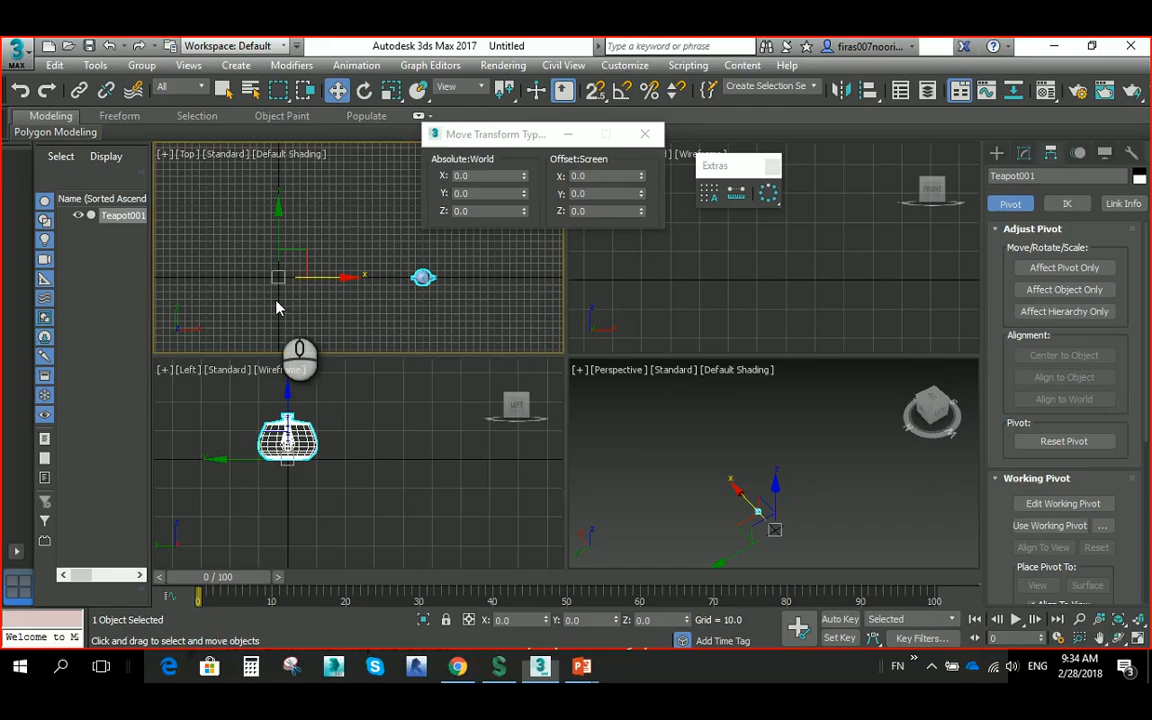 Workspace: Default
Autodesk 3ds Max 2017 Untitled
Type a keyword or phrase
firas007noori...
MAX
Edit Tools Group Views Create Modifiers Animation Graph Editors Rendering Civil View Customize Scripting Content Help
All
View
Create Selection Se
Modeling Freeform Selection Object Paint Populate
Polygon Modeling
Move Transform Typ...
Absolute:World Offset:Screen
X: 0.0 X: 0.0
Y: 0.0 Y: 0.0
Z: 0.0 Z: 0.0
Extras
Select Display
Name (Sorted Ascend
Teapot001
[+] [Top] [Standard] [Default Shading]
[Wireframe]
FRONT
[+] [Left] [Standard] [Wireframe]
LEFT
[+] [Perspective] [Standard] [Default Shading]
Teapot001
Pivot IK Link Info
Adjust Pivot
Move/Rotate/Scale:
Affect Pivot Only
Affect Object Only
Affect Hierarchy Only
Alignment:
Center to Object
Align to Object
Align to World
Pivot:
Reset Pivot
Working Pivot
Edit Working Pivot
Use Working Pivot ...
Align To View Reset
Place Pivot To:
View Surface
0 / 100
0 10 20 30 40 50 60 70 80 90 100
1 Object Selected
X: 0.0 Y: 0.0 Z: 0.0 Grid = 10.0
Auto Key Selected
Welcome to M
Click and drag to select and move objects
Add Time Tag
Set Key Key Filters...
0
FN ENG
9:34 AM
2/28/2018
3